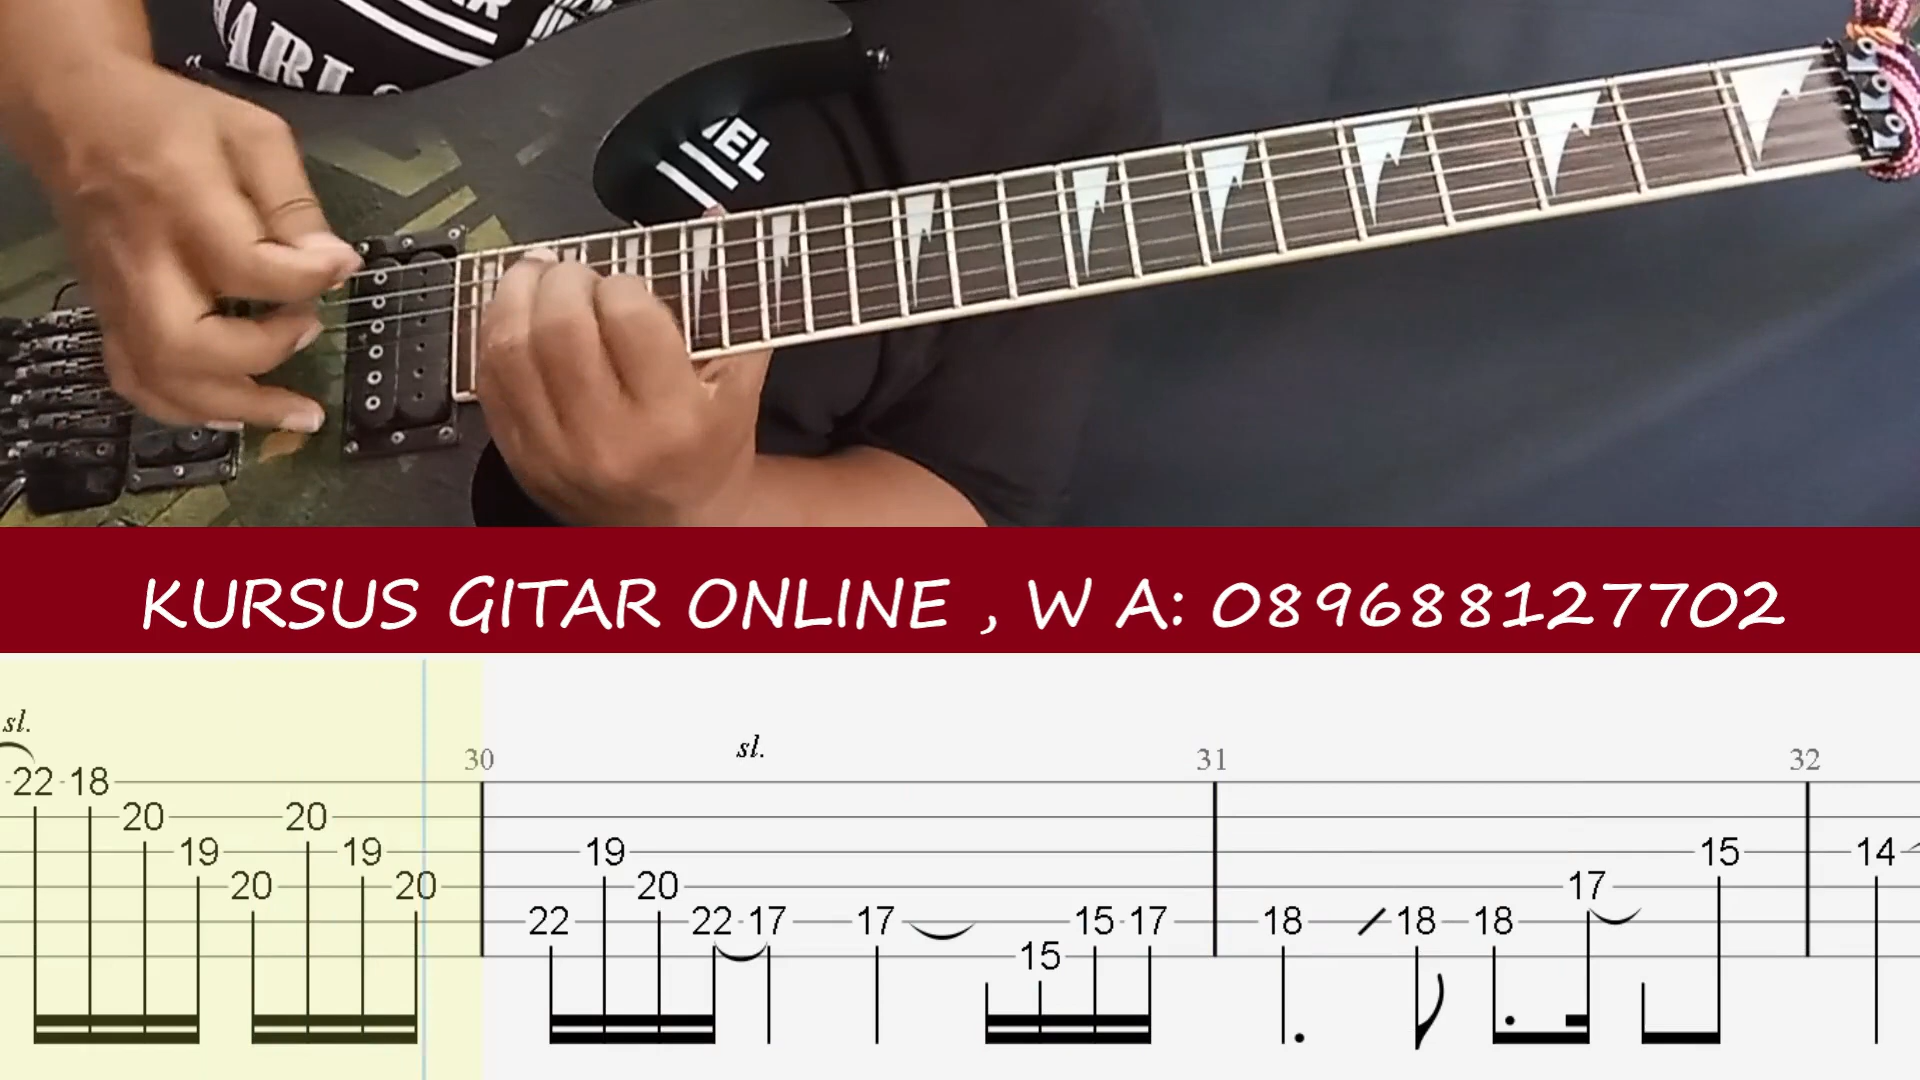 IEL
KURSUS GITAR ONLINE , W A: 089688127702
sl.
sl.
30
31
32
22 18
20 20
19 19 19 15 14
20 20 20 17
22 22 17 17 15 17 18 18 18
15